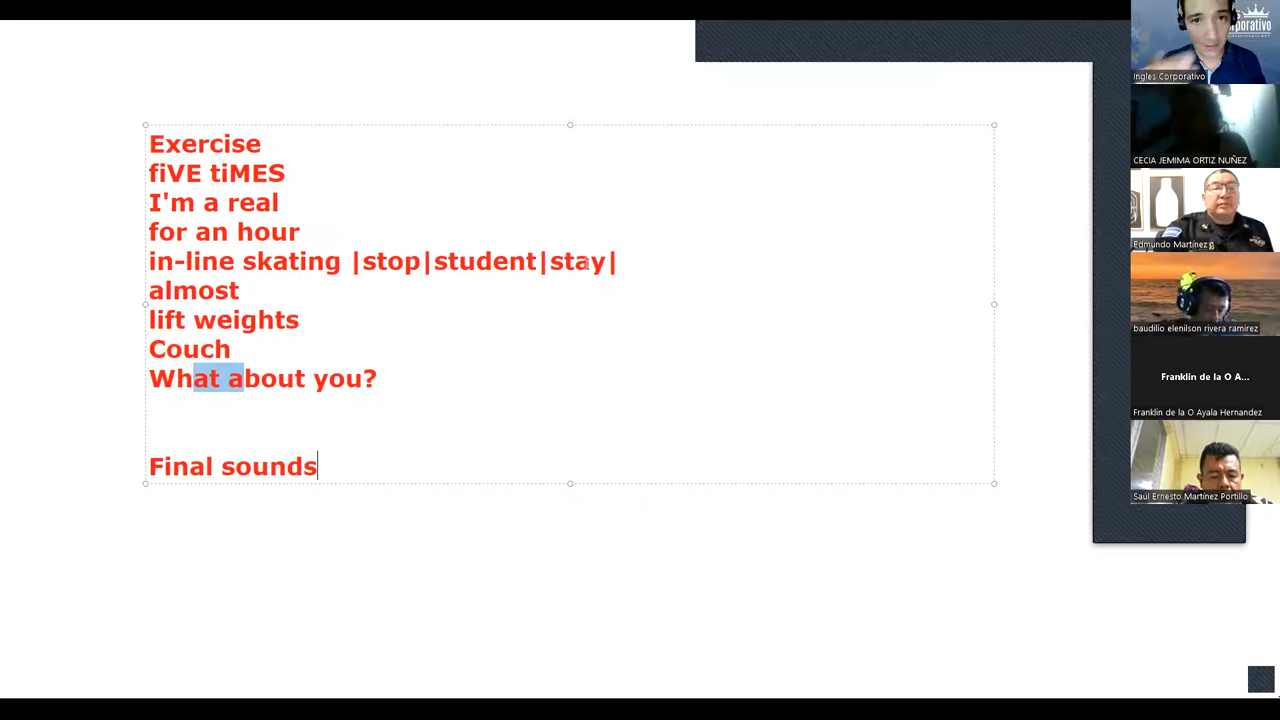 Exercise
fiVE tiMES
I'm a real
for an hour
in-line skating |stop|student|stay|
almost
lift weights
Couch
What about you?
Final sounds
Ingles Corporativo
CECIA JEMIMA ORTIZ NUÑEZ
Edmundo Martínez
baudilio elenilson rivera ramirez
Franklin de la O A...
Franklin de la O Ayala Hernandez
Saúl Ernesto Martínez Portillo